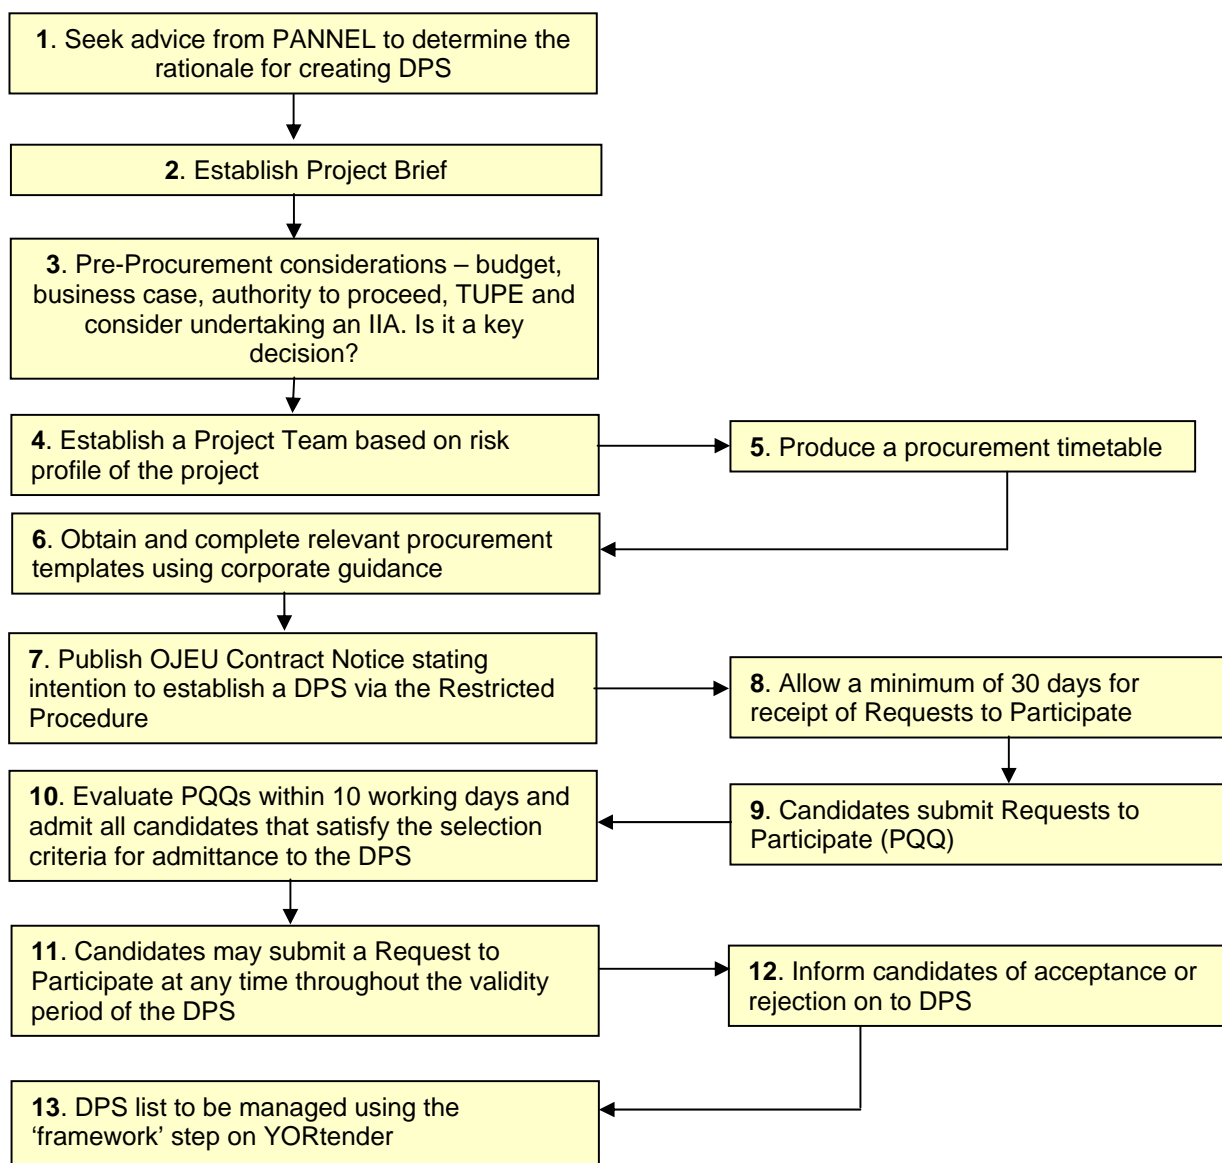 1. Seek advice from PANNEL to determine the
rationale for creating DPS
2. Establish Project Brief
3. Pre-Procurement considerations – budget,
business case, authority to proceed, TUPE and
consider undertaking an IIA. Is it a key
decision?
4. Establish a Project Team based on risk
profile of the project
5. Produce a procurement timetable
6. Obtain and complete relevant procurement
templates using corporate guidance
7. Publish OJEU Contract Notice stating
intention to establish a DPS via the Restricted
Procedure
8. Allow a minimum of 30 days for
receipt of Requests to Participate
9. Candidates submit Requests to
Participate (PQQ)
10. Evaluate PQQs within 10 working days and
admit all candidates that satisfy the selection
criteria for admittance to the DPS
11. Candidates may submit a Request to
Participate at any time throughout the validity
period of the DPS
12. Inform candidates of acceptance or
rejection on to DPS
13. DPS list to be managed using the
‘framework’ step on YORtender